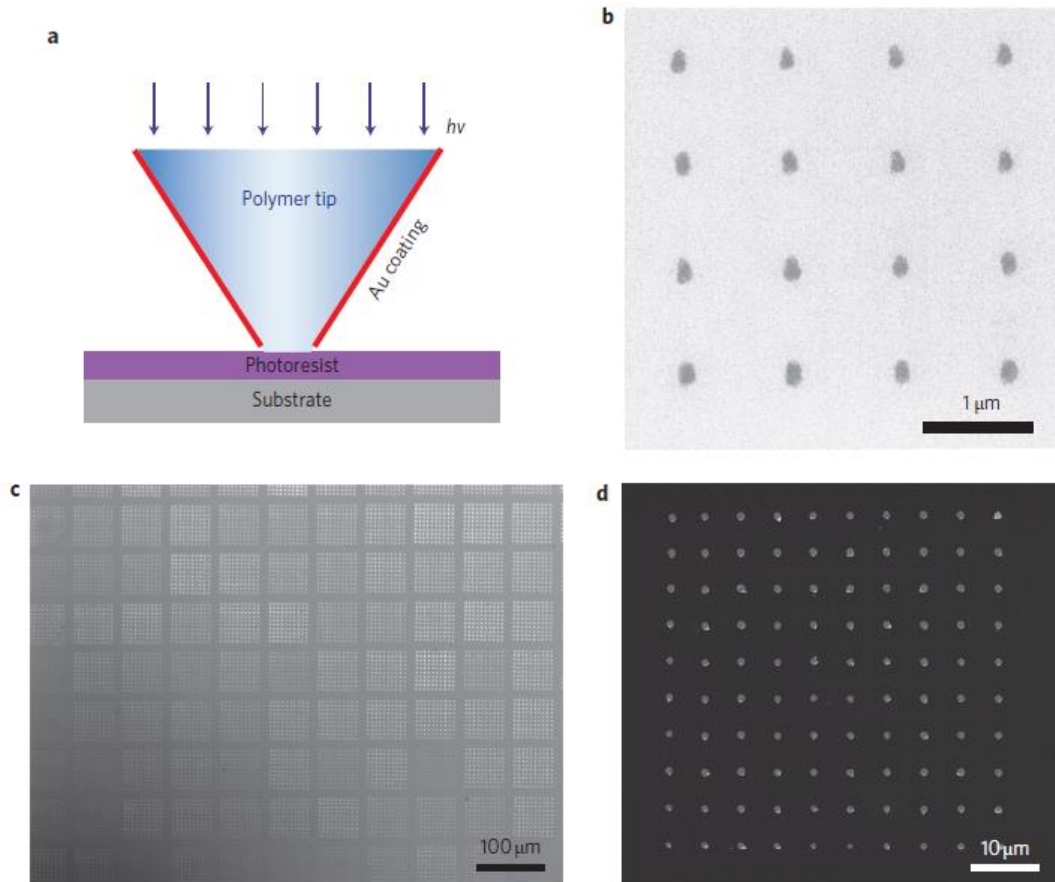 a
hv
Polymer tip
Au coating
Photoresist
Substrate
b
1 μm
c
100 μm
d
10 μm